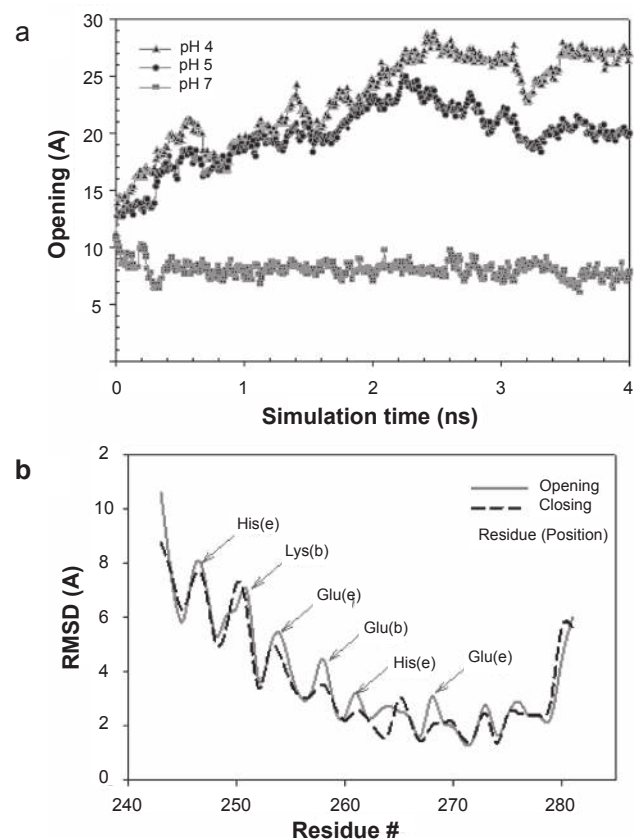 a
30
25
20
15
10
5
Opening (A)
pH 4
pH 5
pH 7
0 1 2 3 4
Simulation time (ns)
b
2
10
8
6
4
2
0
RMSD (A)
His(e)
Lys(b)
Glu(e)
Glu(b)
His(e)
Glu(e)
Opening
Closing
Residue (Position)
240 250 260 270 280
Residue #